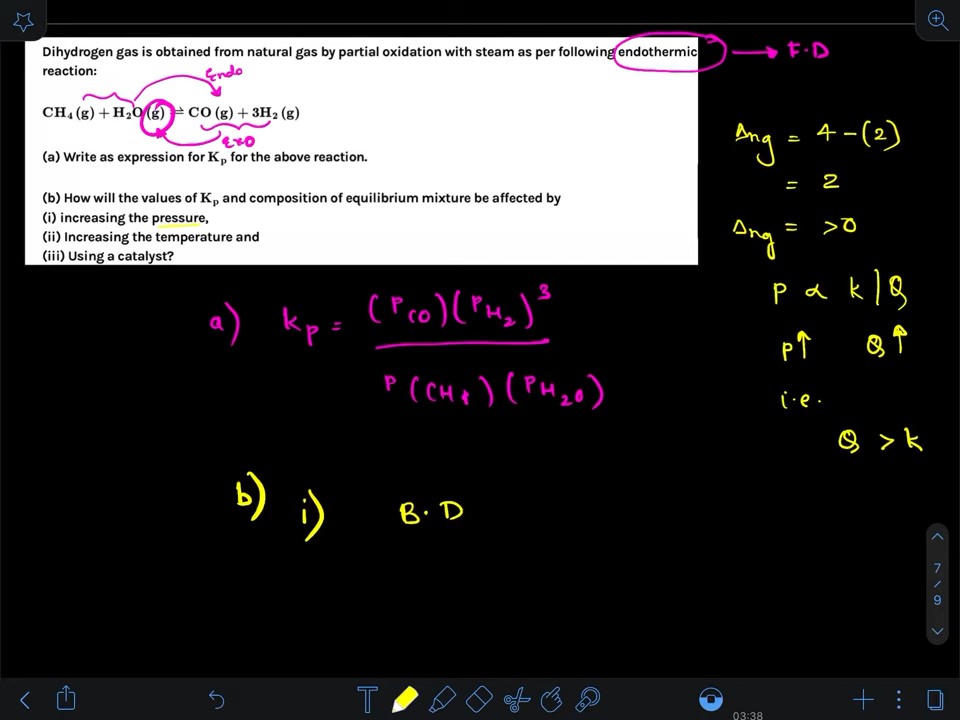 Dihydrogen gas is obtained from natural gas by partial oxidation with steam as per following endothermic → F.D
reaction:
Endo
CH₄ (g) + H₂O (g) ⇌ CO (g) + 3H₂ (g)
Exo
(a) Write as expression for Kₚ for the above reaction.
(b) How will the values of Kₚ and composition of equilibrium mixture be affected by
(i) increasing the pressure,
(ii) Increasing the temperature and
(iii) Using a catalyst?
Δng = 4 - (2)
= 2
Δng = >0
P ∝ K | Q
P↑ Q↑
i.e.
Q > K
a) Kp = (P CO) (P H₂)³
P (CH₄) (P H₂O)
b) i) B.D
7
/
9
T
03:38